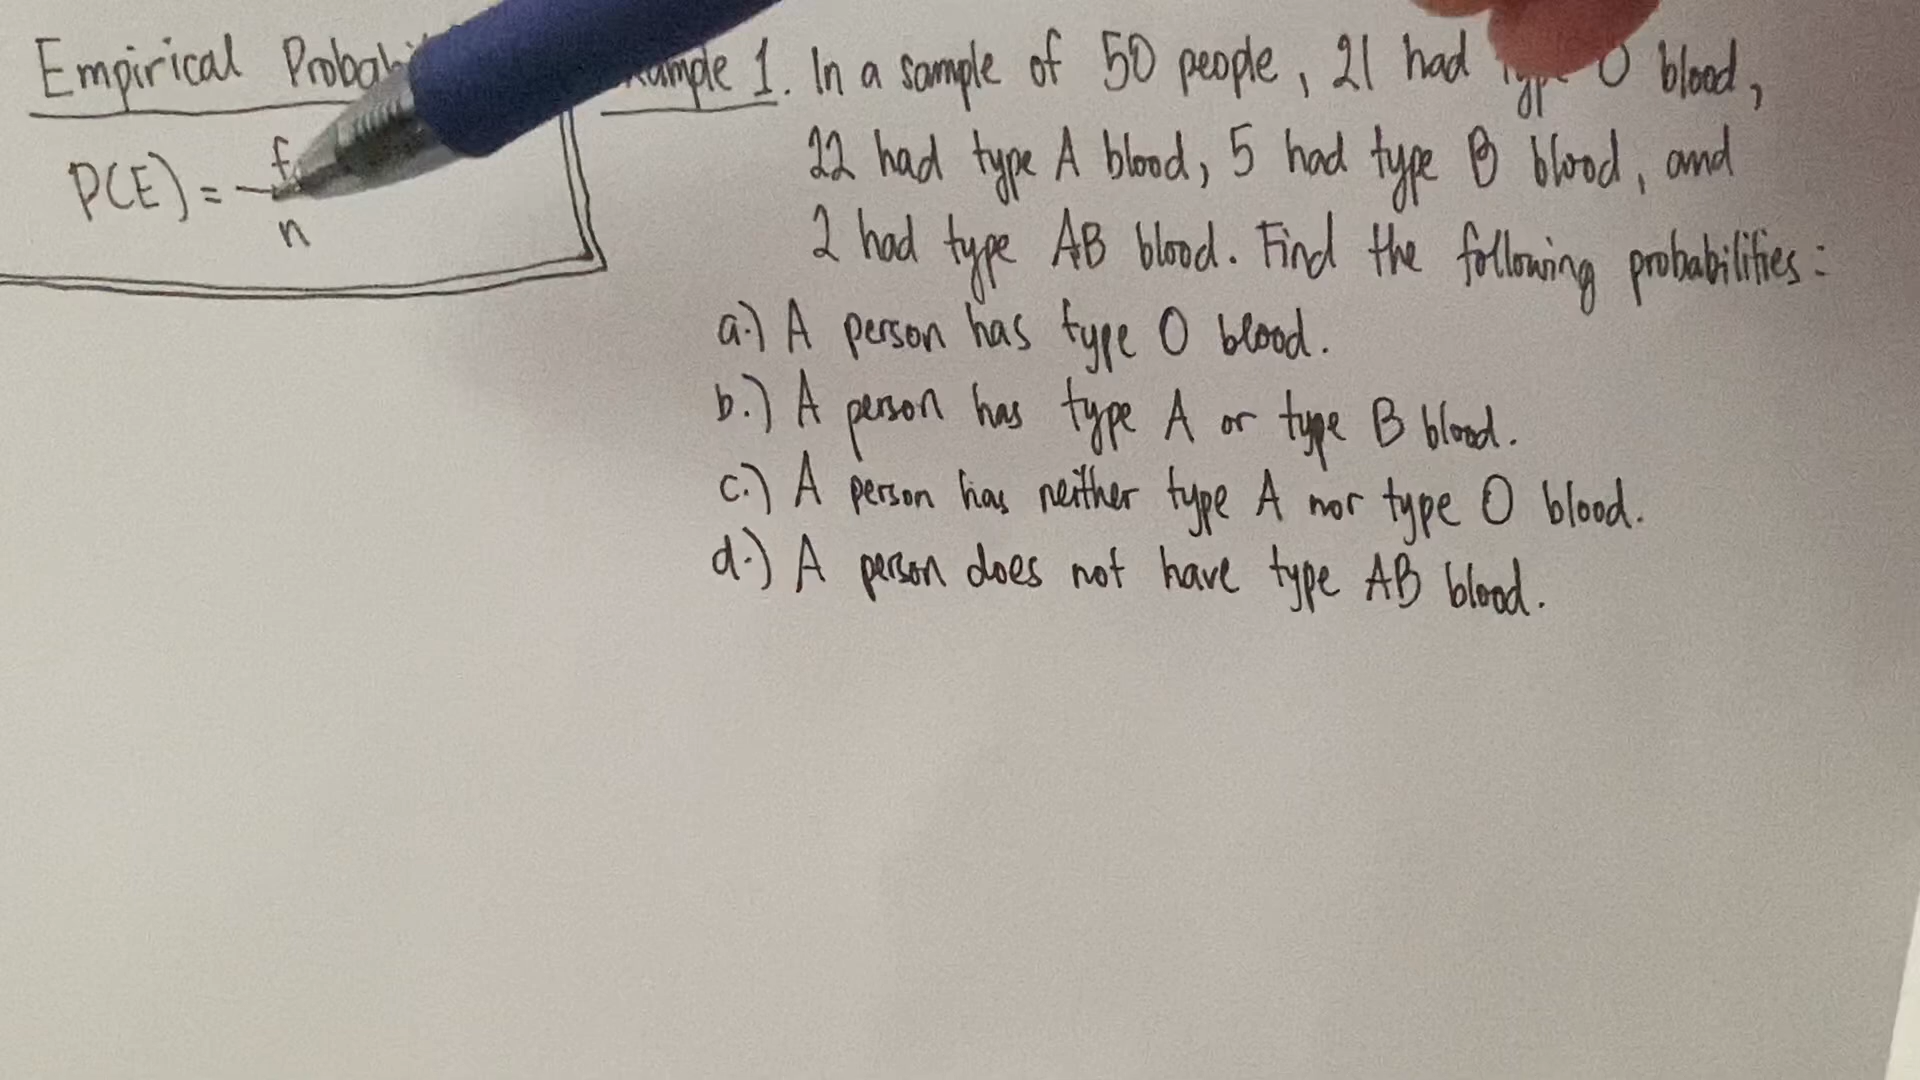 Empirical
P(E) = f/n
1. In a sample of 50 people, 21 had type O blood,
22 had type A blood, 5 had type B blood, and
2 had type AB blood. Find the following probabilities:
a.) A person has type O blood.
b.) A person has type A or type B blood.
c.) A person has neither type A nor type O blood.
d.) A person does not have type AB blood.